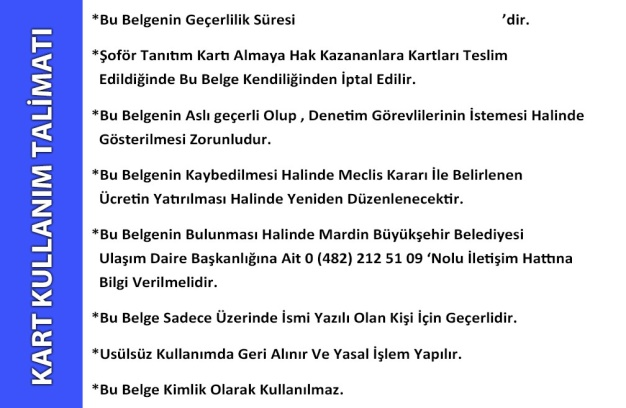 KART KULLANIM TALİMATI
*Bu Belgenin Geçerlilik Süresi ’dir.
*Şoför Tanıtım Kartı Almaya Hak Kazananlara Kartları Teslim
Edildiğinde Bu Belge Kendiliğinden İptal Edilir.
*Bu Belgenin Aslı geçerli Olup , Denetim Görevlilerinin İstemesi Halinde
Gösterilmesi Zorunludur.
*Bu Belgenin Kaybedilmesi Halinde Meclis Kararı İle Belirlenen
Ücretin Yatırılması Halinde Yeniden Düzenlenecektir.
*Bu Belgenin Bulunması Halinde Mardin Büyükşehir Belediyesi
Ulaşım Daire Başkanlığına Ait 0 (482) 212 51 09 ‘Nolu İletişim Hattına
Bilgi Verilmelidir.
*Bu Belge Sadece Üzerinde İsmi Yazılı Olan Kişi İçin Geçerlidir.
*Usülsüz Kullanımda Geri Alınır Ve Yasal İşlem Yapılır.
*Bu Belge Kimlik Olarak Kullanılmaz.